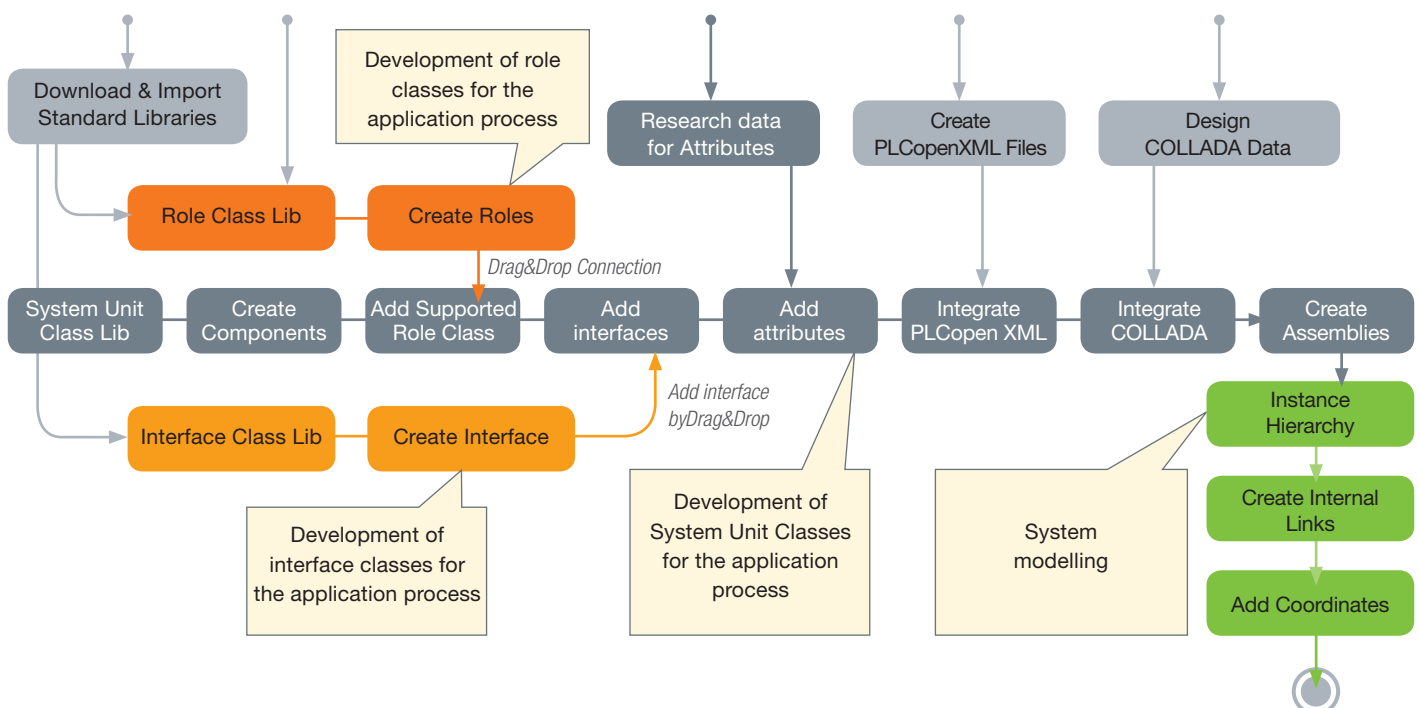 Download & Import
Standard Libraries
Development of role
classes for the
application process
Research data
for Attributes
Create
PLCopenXML Files
Design
COLLADA Data
Role Class Lib
Create Roles
Drag&Drop Connection
System Unit
Class Lib
Create
Components
Add Supported
Role Class
Add
interfaces
Add
attributes
Integrate
PLCopen XML
Integrate
COLLADA
Create
Assemblies
Interface Class Lib
Create Interface
Add interface
byDrag&Drop
Instance
Hierarchy
Development of
interface classes for
the application process
Development of
System Unit Classes
for the application
process
System
modelling
Create Internal
Links
Add Coordinates